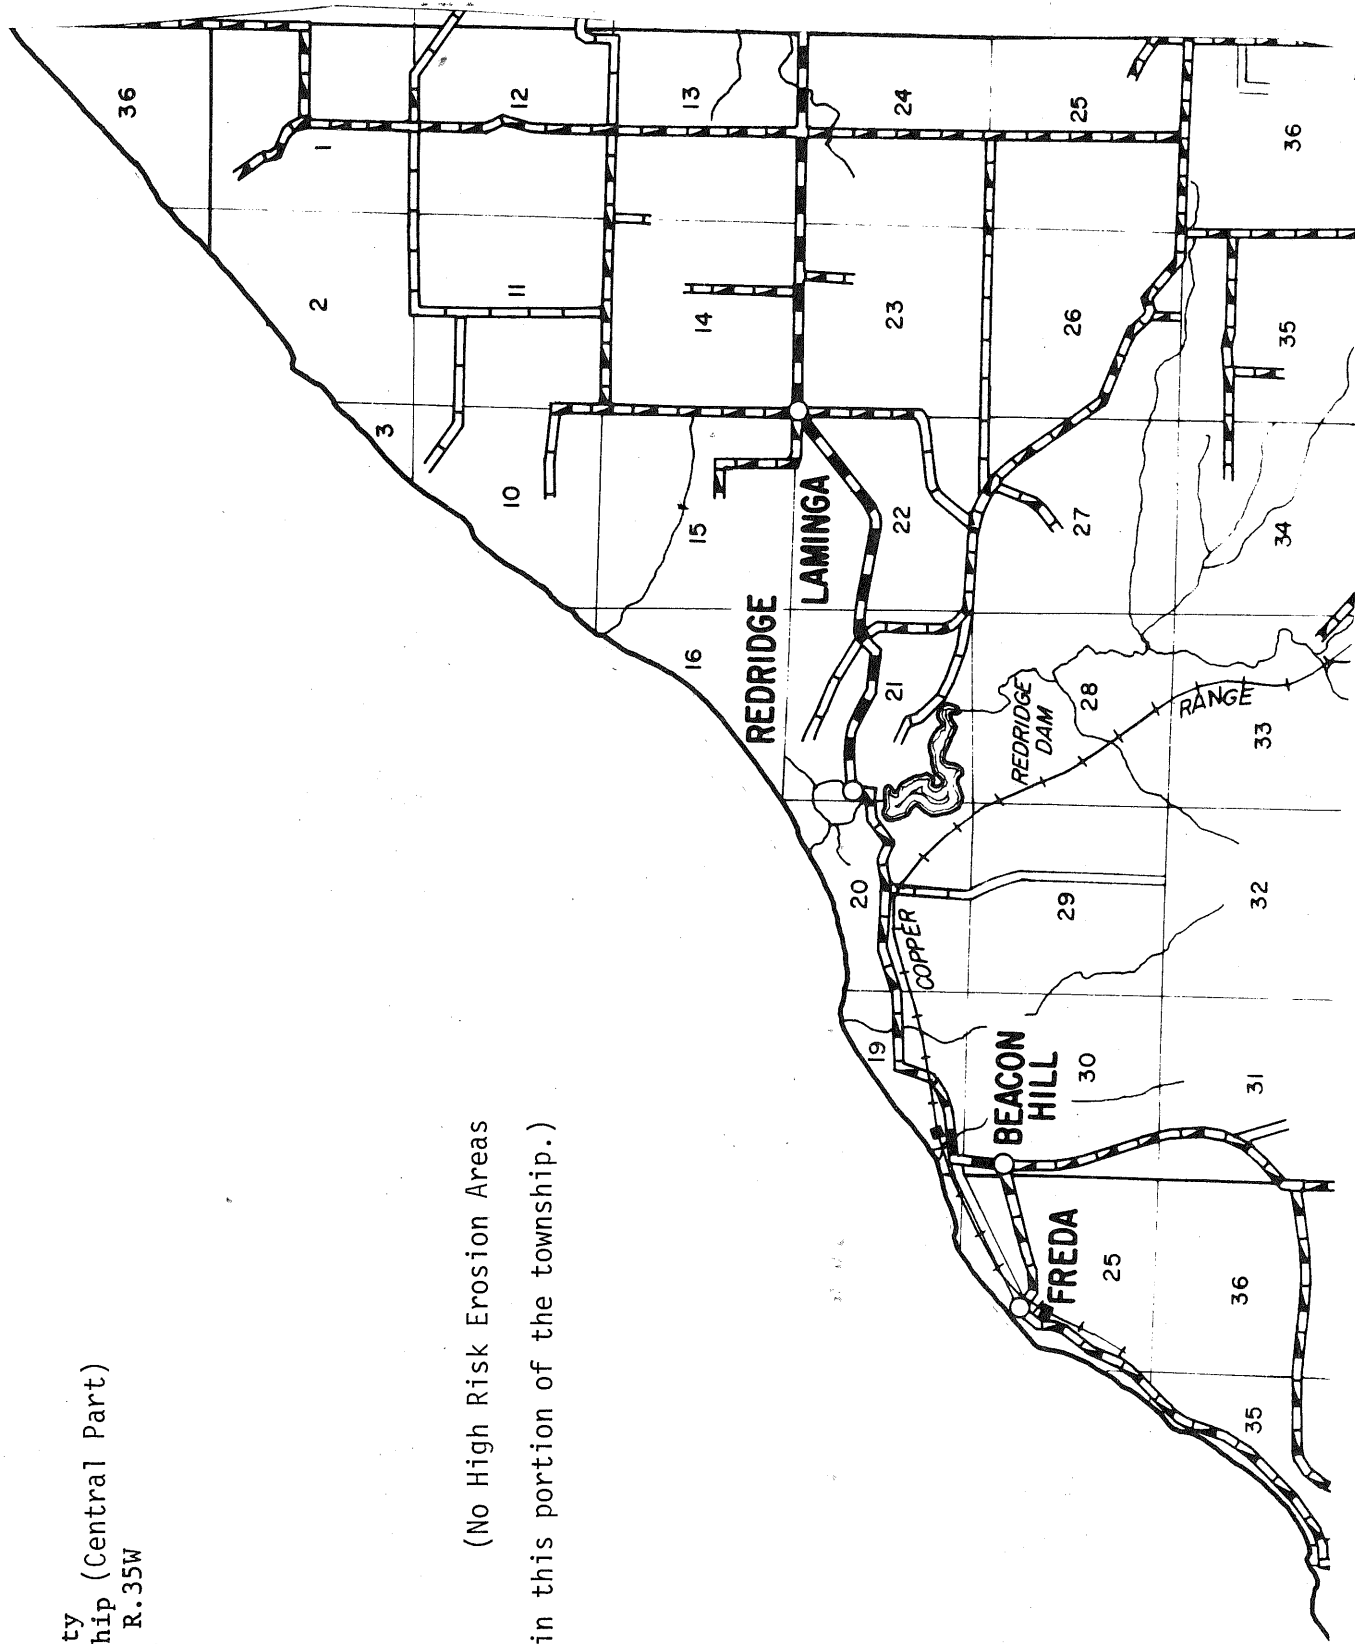 ty
hip (Central Part)
R.35W
(No High Risk Erosion Areas
in this portion of the township.)
36
1
12
13
24
25
36
2
11
14
23
26
35
3
10
15
22
27
34
LAMINGA
REDRIDGE
16
21
28
33
REDRIDGE
DAM
RANGE
20
29
32
COPPER
19
30
31
BEACON
HILL
FREDA
25
36
35